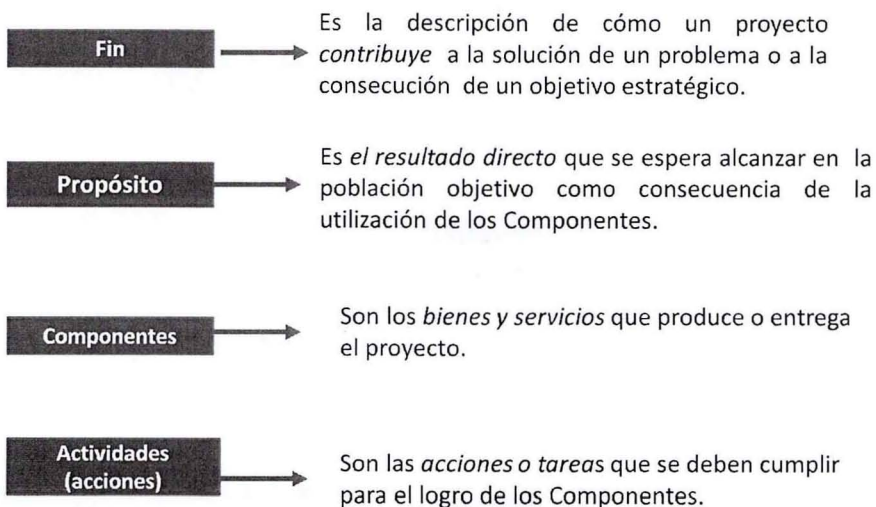 Fin
Es la descripción de cómo un proyecto
contribuye a la solución de un problema o a la
consecución de un objetivo estratégico.
Propósito
Es el resultado directo que se espera alcanzar en la
población objetivo como consecuencia de la
utilización de los Componentes.
Componentes
Son los bienes y servicios que produce o entrega
el proyecto.
Actividades
(acciones)
Son las acciones o tareas que se deben cumplir
para el logro de los Componentes.